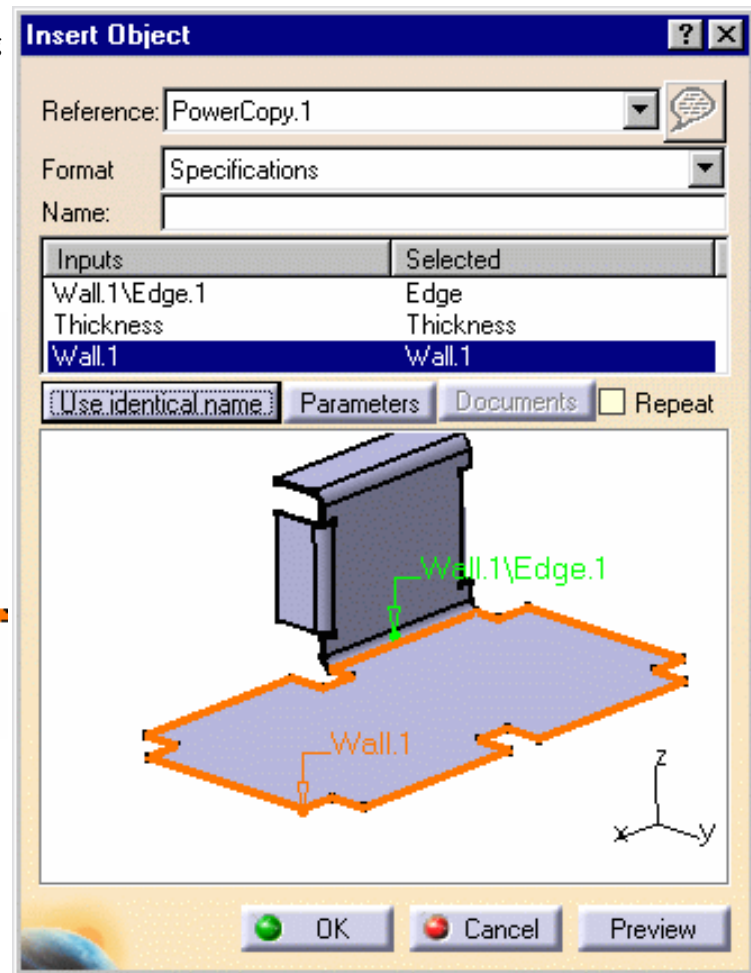 Insert Object
Reference: PowerCopy.1
Format Specifications
Name:
Inputs Selected
Wall.1\Edge.1 Edge
Thickness Thickness
Wall.1 Wall.1
Use identical name Parameters Documents Repeat
Wall.1\Edge.1
Wall.1
z
x y
OK Cancel Preview